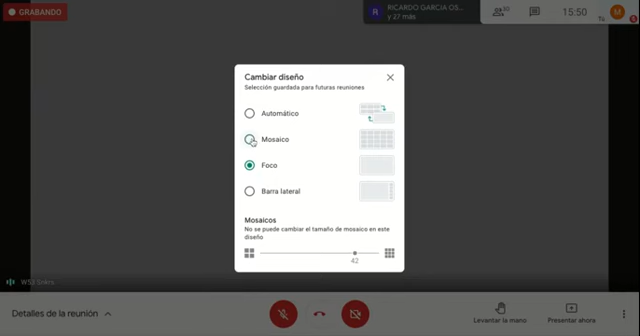 GRABANDO
R RICARDO GARCIA OS...
y 27 más
30
15:50
Tú
M
Cambiar diseño
Selección guardada para futuras reuniones
Automático
Mosaico
Foco
Barra lateral
Mosaicos
No se puede cambiar el tamaño de mosaico en este
diseño
42
Detalles de la reunión
Levantar la mano
Presentar ahora